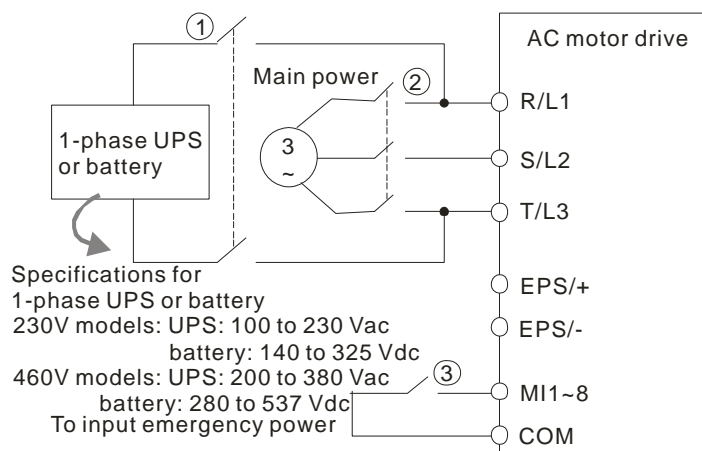 AC motor drive
①
Main power
②
R/L1
1-phase UPS
or battery
3
~
S/L2
T/L3
Specifications for
1-phase UPS or battery
230V models: UPS: 100 to 230 Vac
battery: 140 to 325 Vdc
460V models: UPS: 200 to 380 Vac
battery: 280 to 537 Vdc
To input emergency power
EPS/+
EPS/-
③
MI1~8
COM